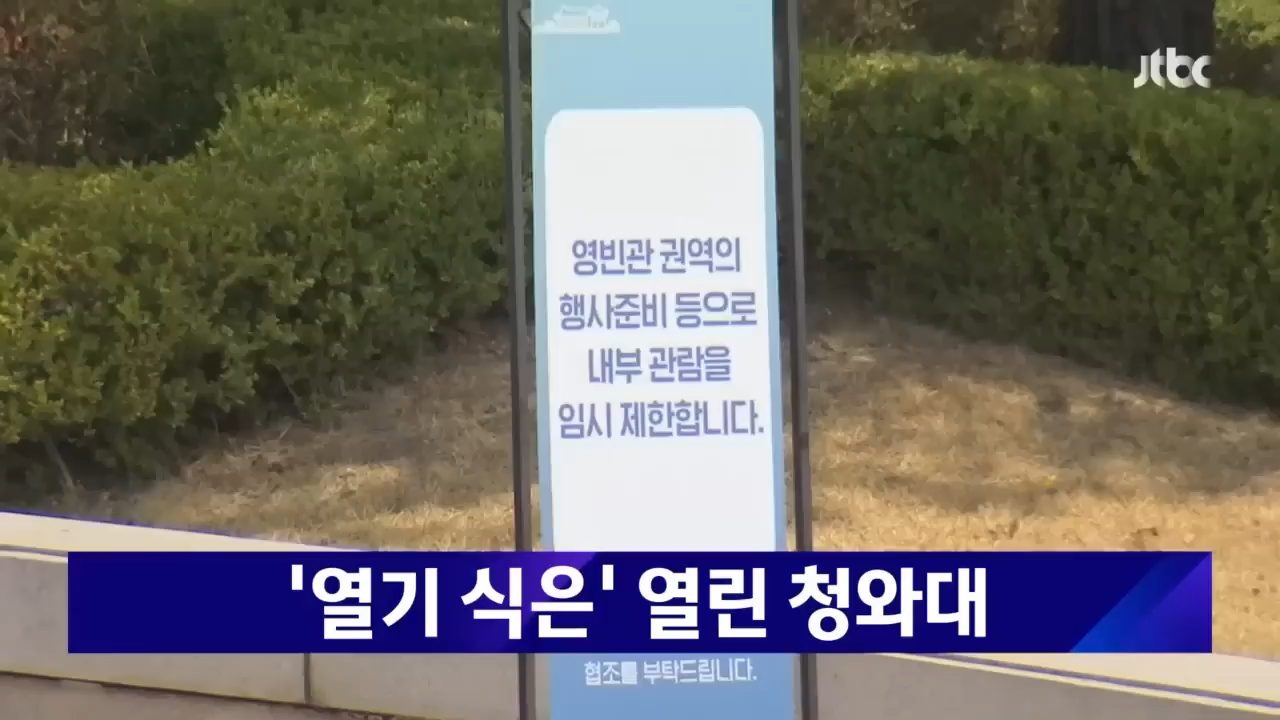 jtbc
영빈관 권역의
행사준비 등으로
내부 관람을
임시 제한합니다.
'열기 식은' 열린 청와대
협조를 부탁드립니다.